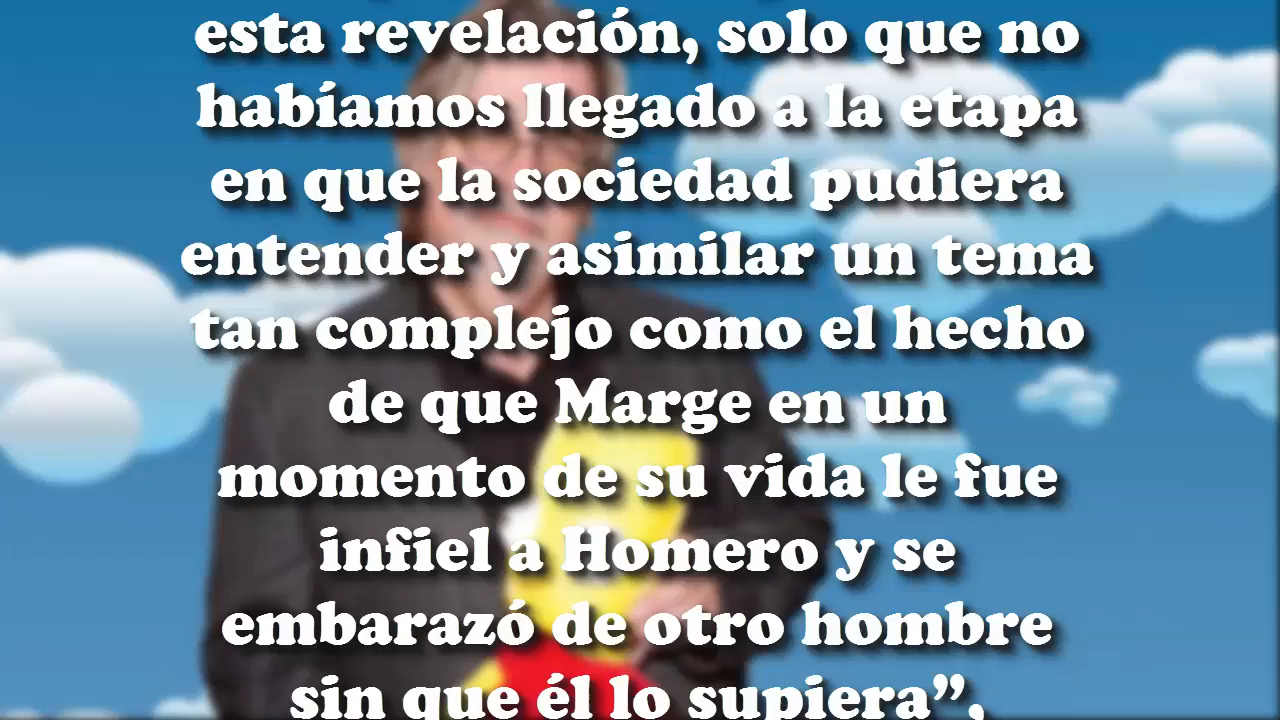 esta revelación, solo que no
habíamos llegado a la etapa
en que la sociedad pudiera
entender y asimilar un tema
tan complejo como el hecho
de que Marge en un
momento de su vida le fue
infiel a Homero y se
embarazó de otro hombre
sin que él lo supiera”,